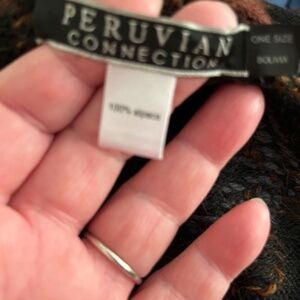 PERUVIAN
CONNECTION
ONE SIZE
BOLIVIA
100% alpaca